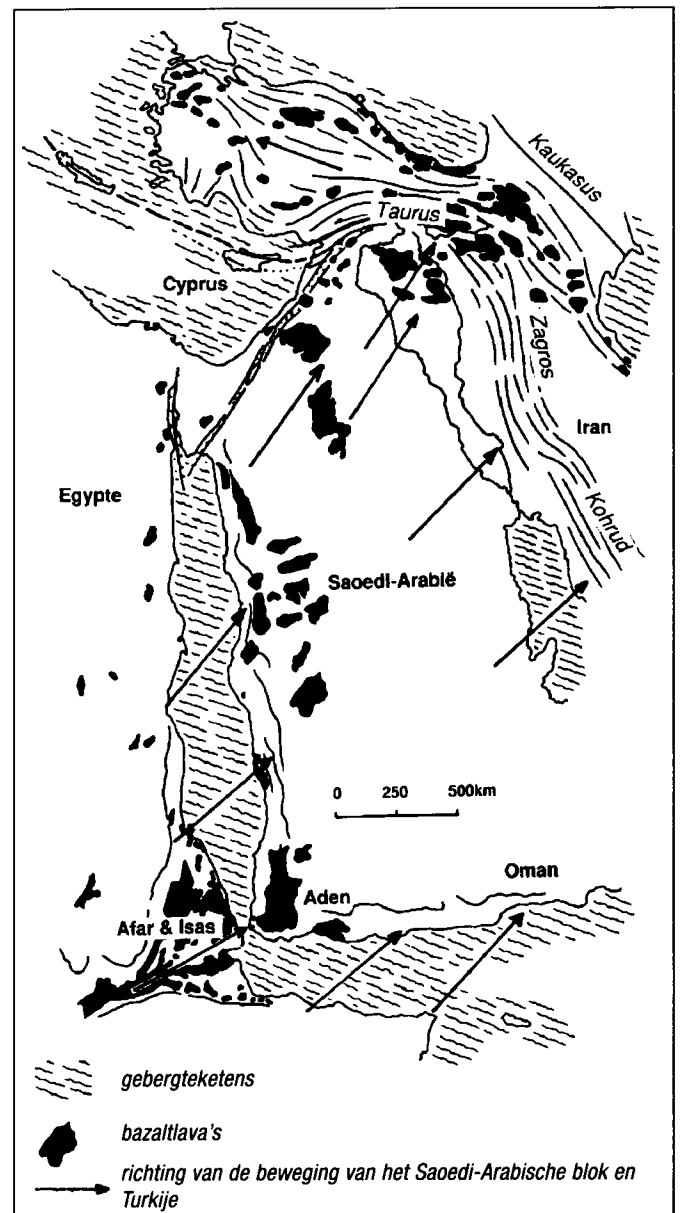 Kaukasus
Taurus
Cyprus
Zagros
Iran
Egypte
Kohrud
Saoedi-Arabië
0 250 500km
Oman
Aden
Afar & Isas
gebergteketens
bazaltlava's
richting van de beweging van het Saoedi-Arabische blok en
Turkije